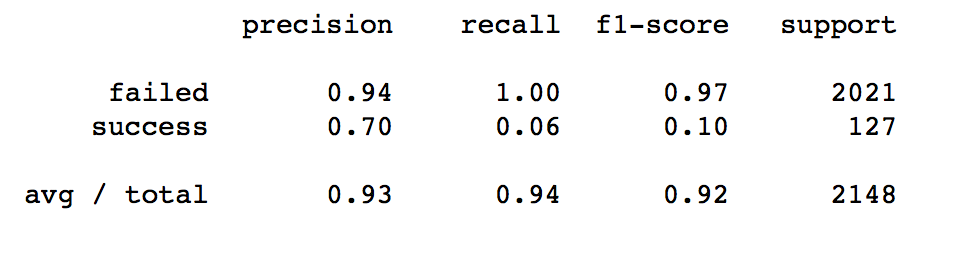 precision recall f1-score support
failed 0.94 1.00 0.97 2021
success 0.70 0.06 0.10 127
avg / total 0.93 0.94 0.92 2148